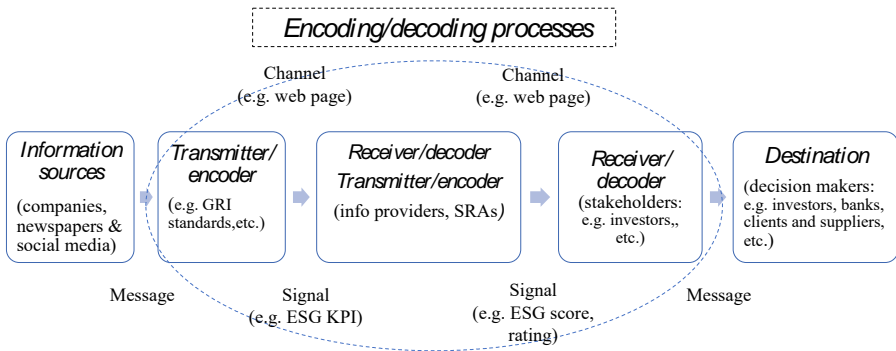 Encoding/decoding processes
Channel
(e.g. web page)
Channel
(e.g. web page)
Information
sources
(companies,
newspapers &
social media)
Transmitter/
encoder
(e.g. GRI
standards,etc.)
Receiver/decoder
Transmitter/encoder
(info providers, SRAs)
Receiver/
decoder
(stakeholders:
e.g. investors,,
etc.)
Destination
(decision makers:
e.g. investors, banks,
clients and suppliers,
etc.)
Message
Signal
(e.g. ESG KPI)
Signal
(e.g. ESG score,
rating)
Message